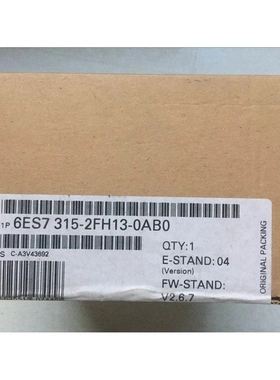 1P 6ES7 315-2FH13-0AB0
S C-A3V43692
QTY:1
E-STAND: 04
(Version)
FW-STAND:
V2.6.7
ORIGINAL PACKING